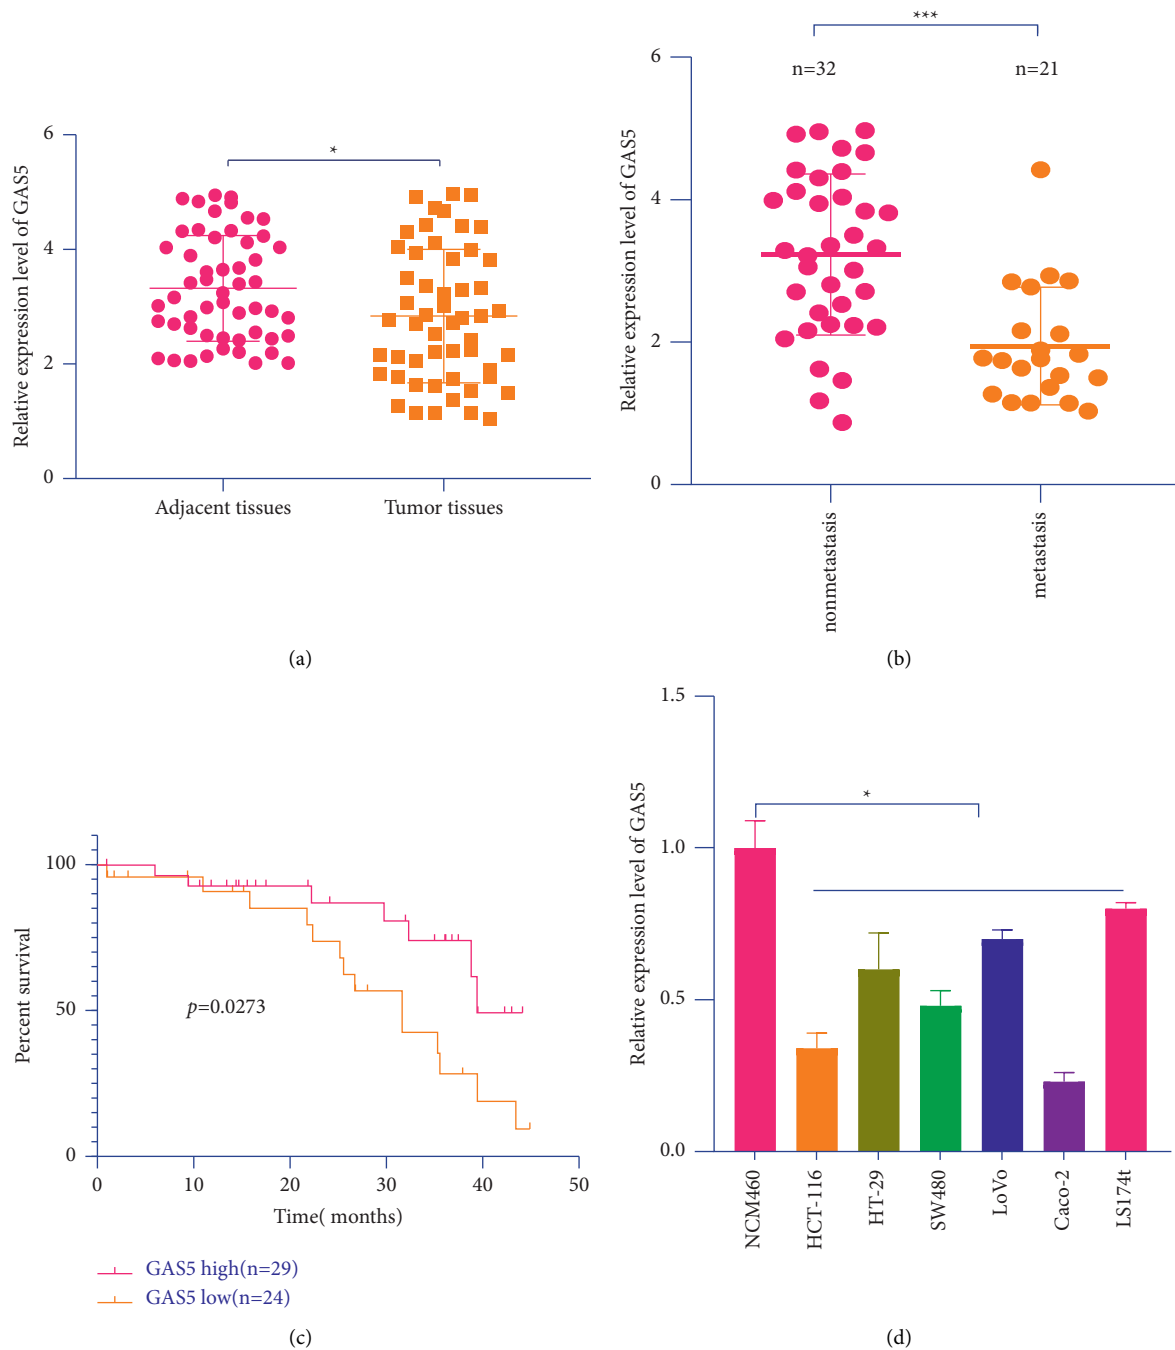 *
6
4
2
0
Relative expression level of GAS5
Adjacent tissues
Tumor tissues
(a)
***
n=32
n=21
6
4
2
0
Relative expression level of GAS5
nonmetastasis
metastasis
(b)
100
50
0
Percent survival
p=0.0273
0
10
20
30
40
50
Time( months)
GAS5 high(n=29)
GAS5 low(n=24)
(c)
1.5
1.0
0.5
0.0
Relative expression level of GAS5
*
NCM460
HCT-116
HT-29
SW480
LoVo
Caco-2
LS174t
(d)